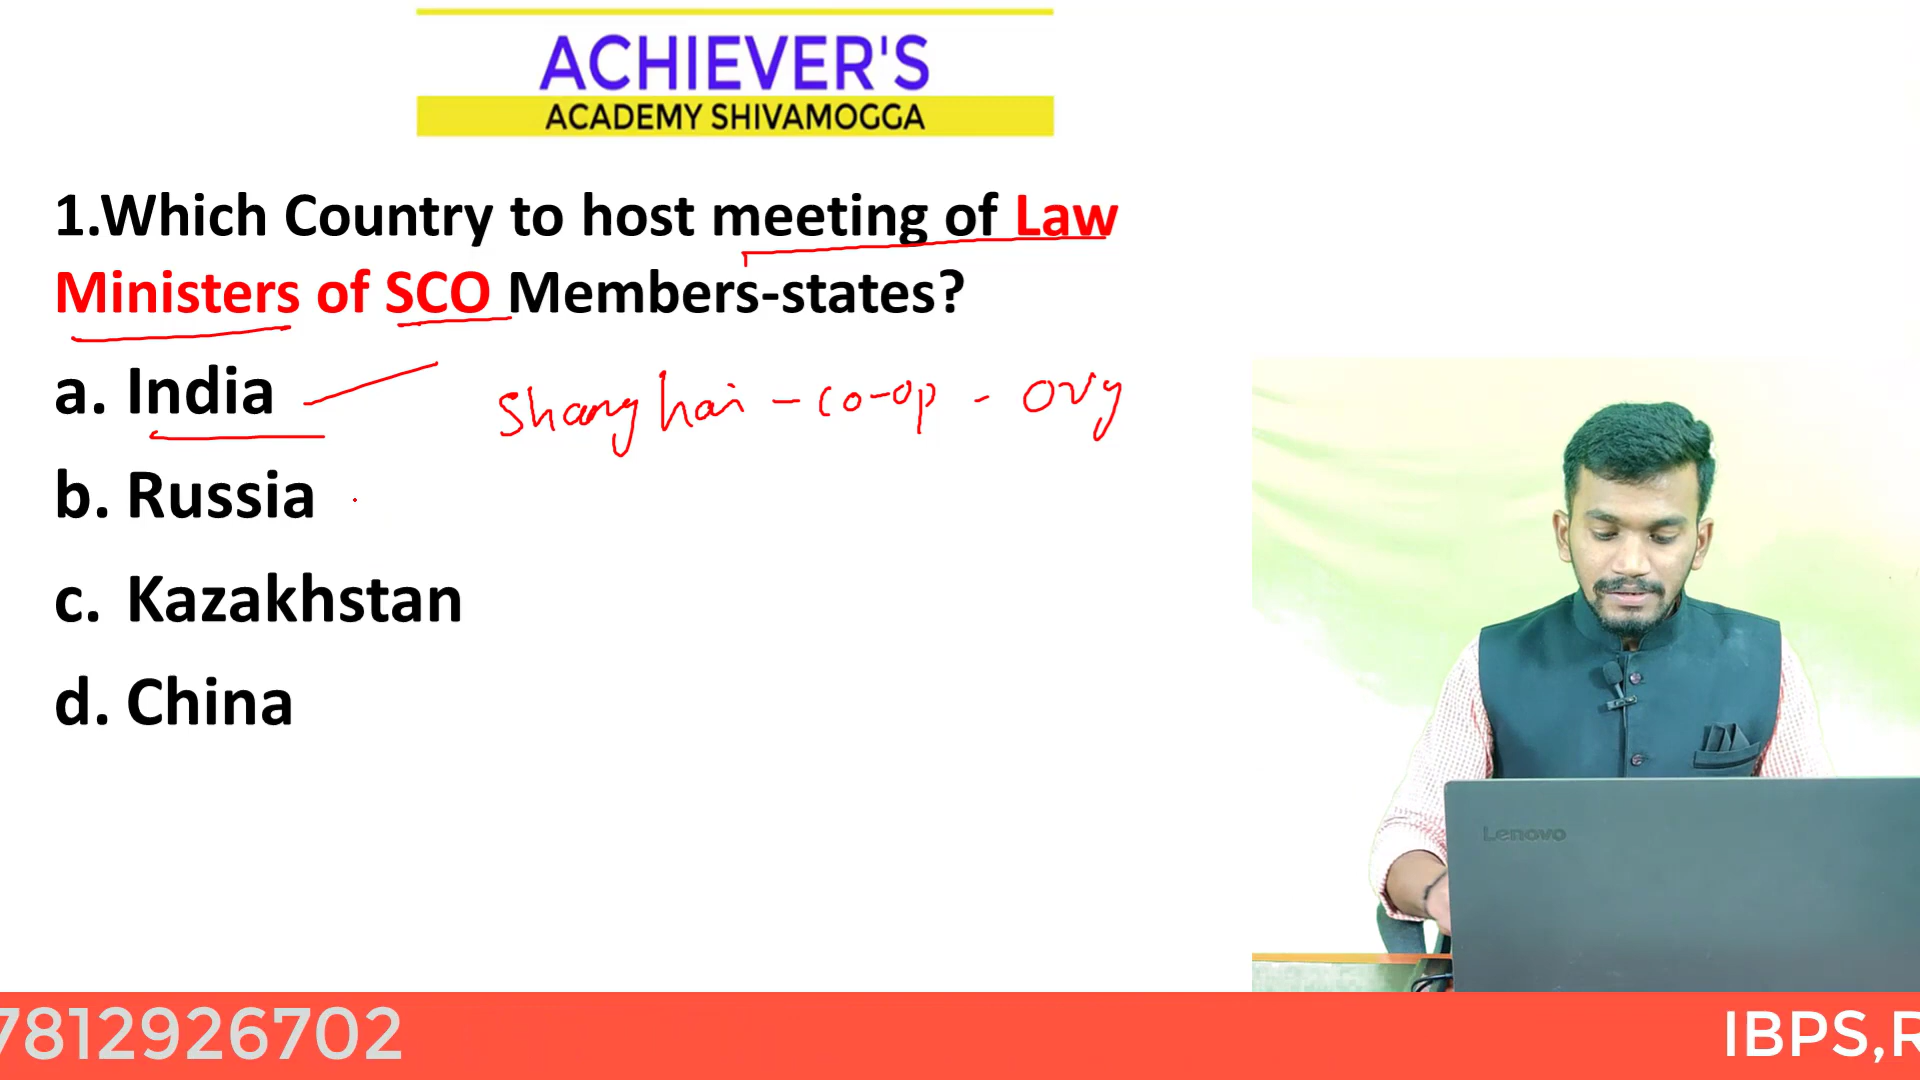 ACHIEVER'S
ACADEMY SHIVAMOGGA
1.Which Country to host meeting of Law
Ministers of SCO Members-states?
a. India
Shanghai - co-op - org
b. Russia
c. Kazakhstan
d. China
Lenovo
7812926702
IBPS,R